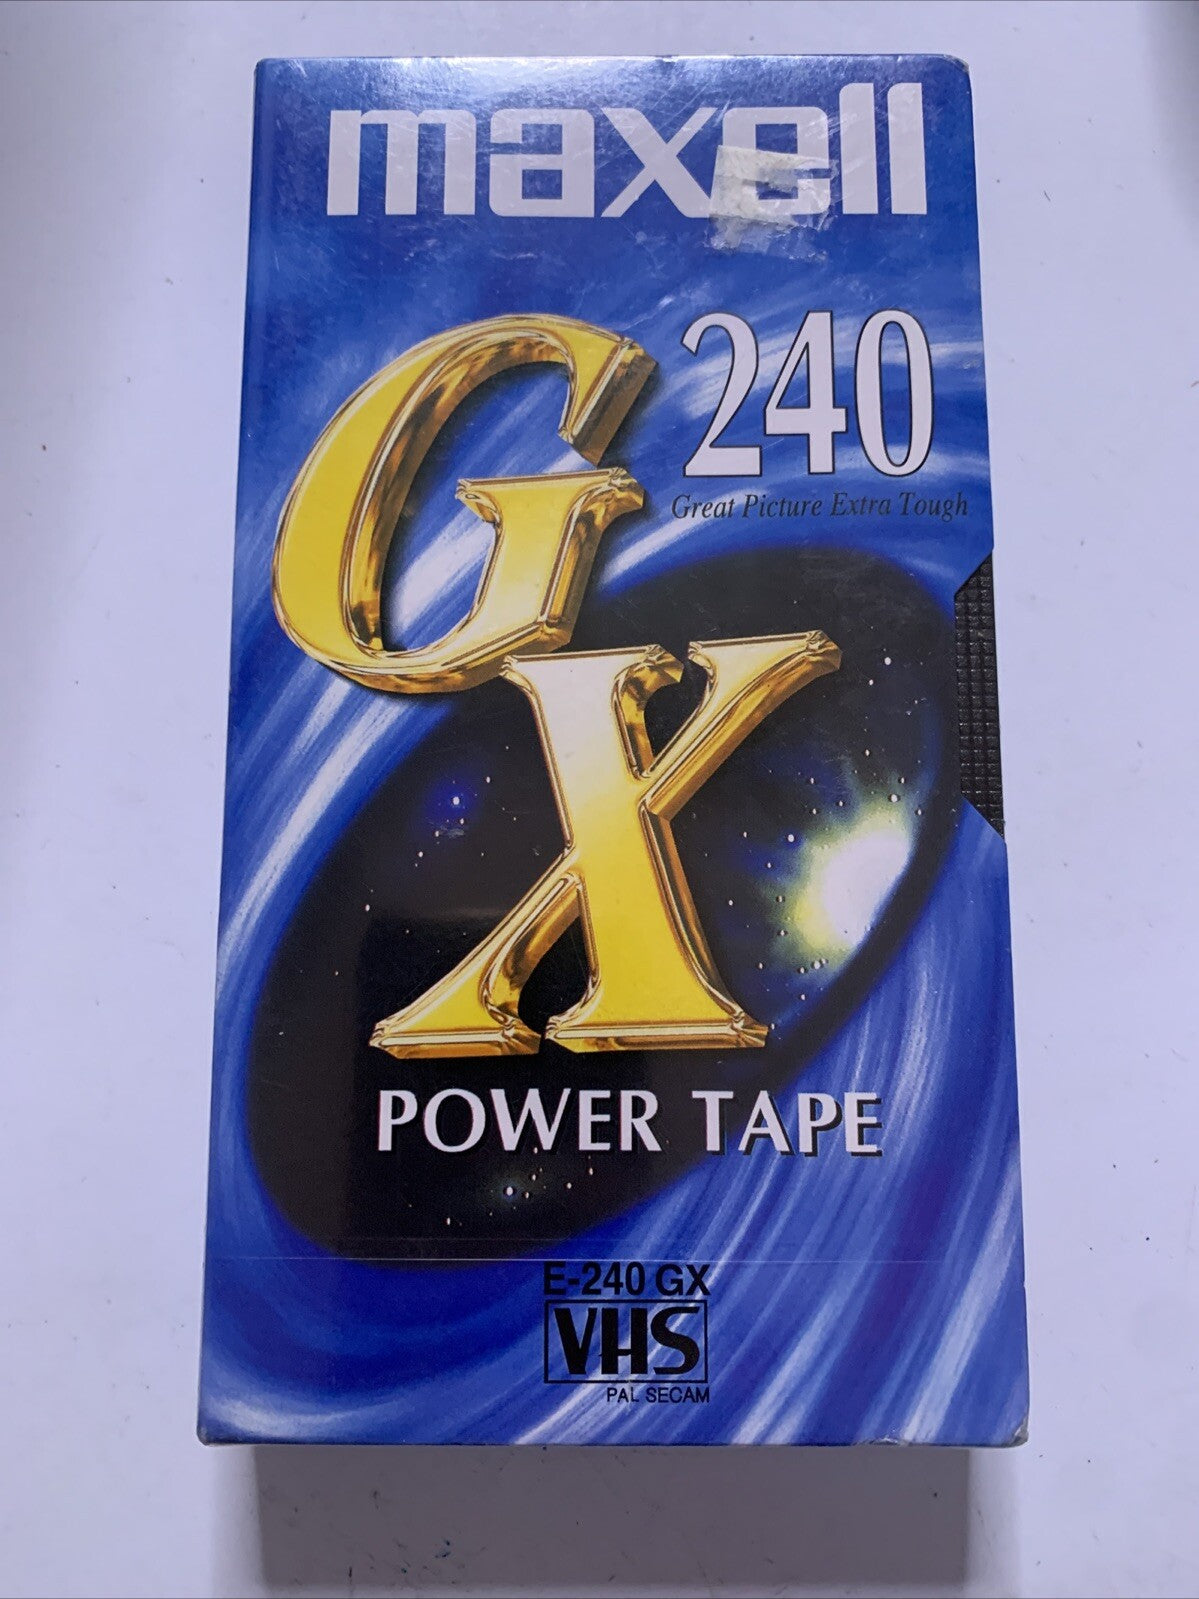 maxell
240
Great Picture Extra Tough
GX
POWER TAPE
E-240 GX
VHS
PAL SECAM